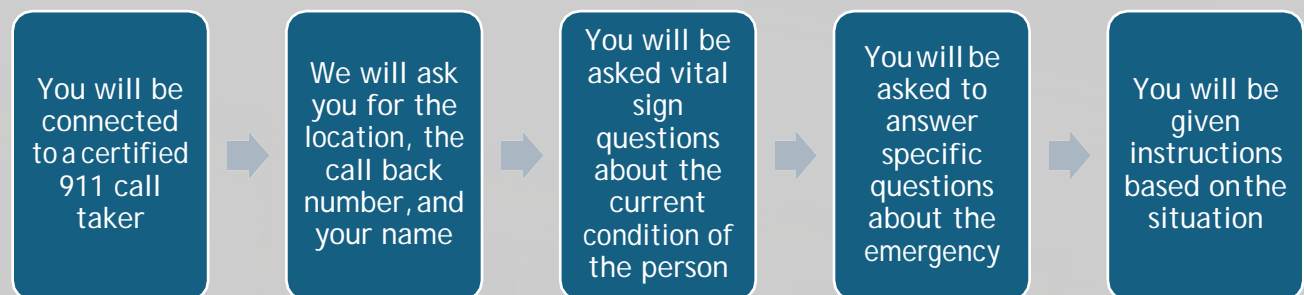 You will be
connected
to a certified
911 call
taker
We will ask
you for the
location, the
call back
number, and
your name
You will be
asked vital
sign
questions
about the
current
condition of
the person
You will be
asked to
answer
specific
questions
about the
emergency
You will be
given
instructions
based on the
situation